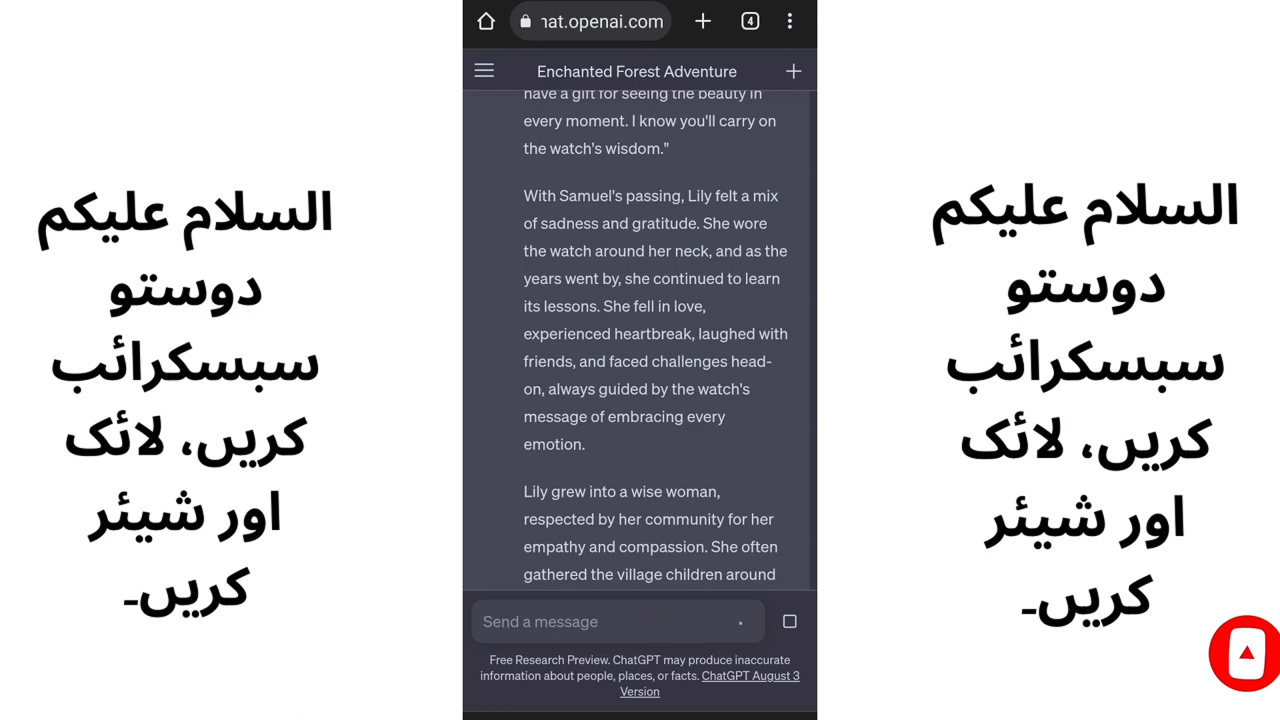 السلام علیکم
دوستو
سبسکرائب
کریں، لائک
اور شیئر
کریں۔
hat.openai.com
4
Enchanted Forest Adventure
have a gift for seeing the beauty in
every moment. I know you'll carry on
the watch's wisdom."
With Samuel's passing, Lily felt a mix
of sadness and gratitude. She wore
the watch around her neck, and as the
years went by, she continued to learn
its lessons. She fell in love,
experienced heartbreak, laughed with
friends, and faced challenges head-
on, always guided by the watch's
message of embracing every
emotion.
Lily grew into a wise woman,
respected by her community for her
empathy and compassion. She often
gathered the village children around
Send a message
Free Research Preview. ChatGPT may produce inaccurate
information about people, places, or facts. ChatGPT August 3
Version
السلام علیکم
دوستو
سبسکرائب
کریں، لائک
اور شیئر
کریں۔